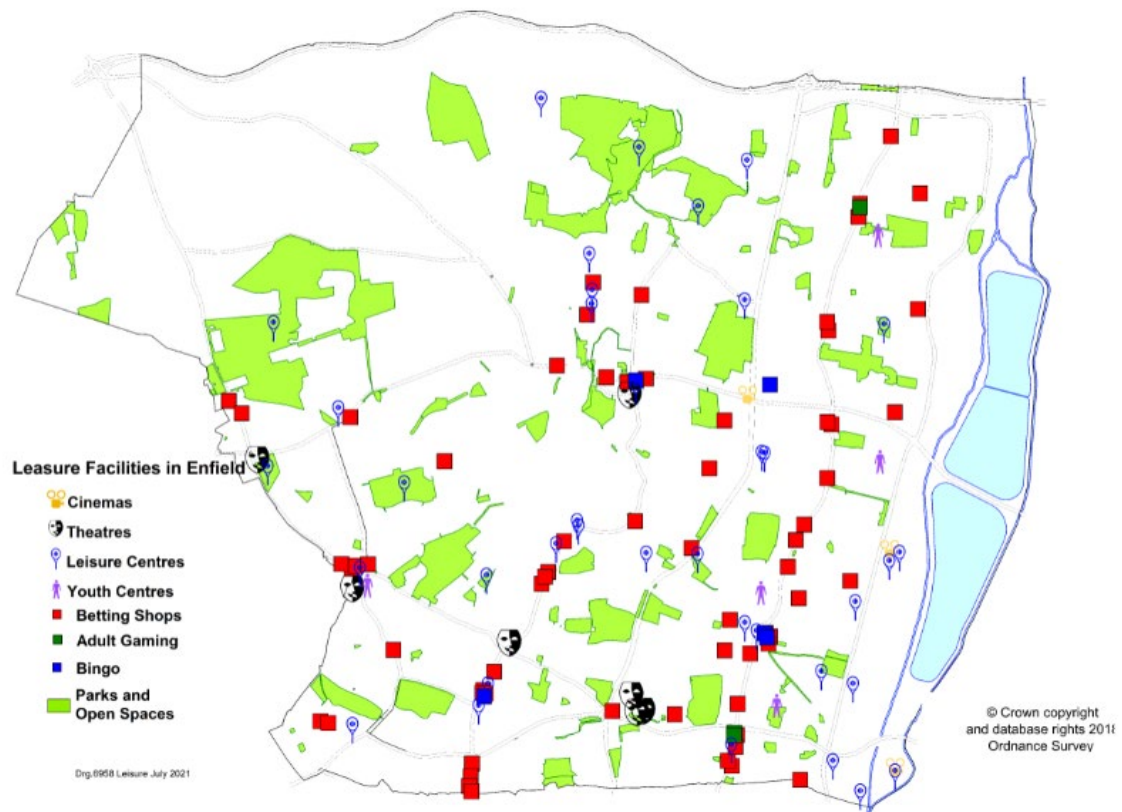 Leasure Facilities in Enfield
Cinemas
Theatres
Leisure Centres
Youth Centres
Betting Shops
Adult Gaming
Bingo
Parks and
Open Spaces
Drg.6958 Leisure July 2021
© Crown copyright
and database rights 2018
Ordnance Survey